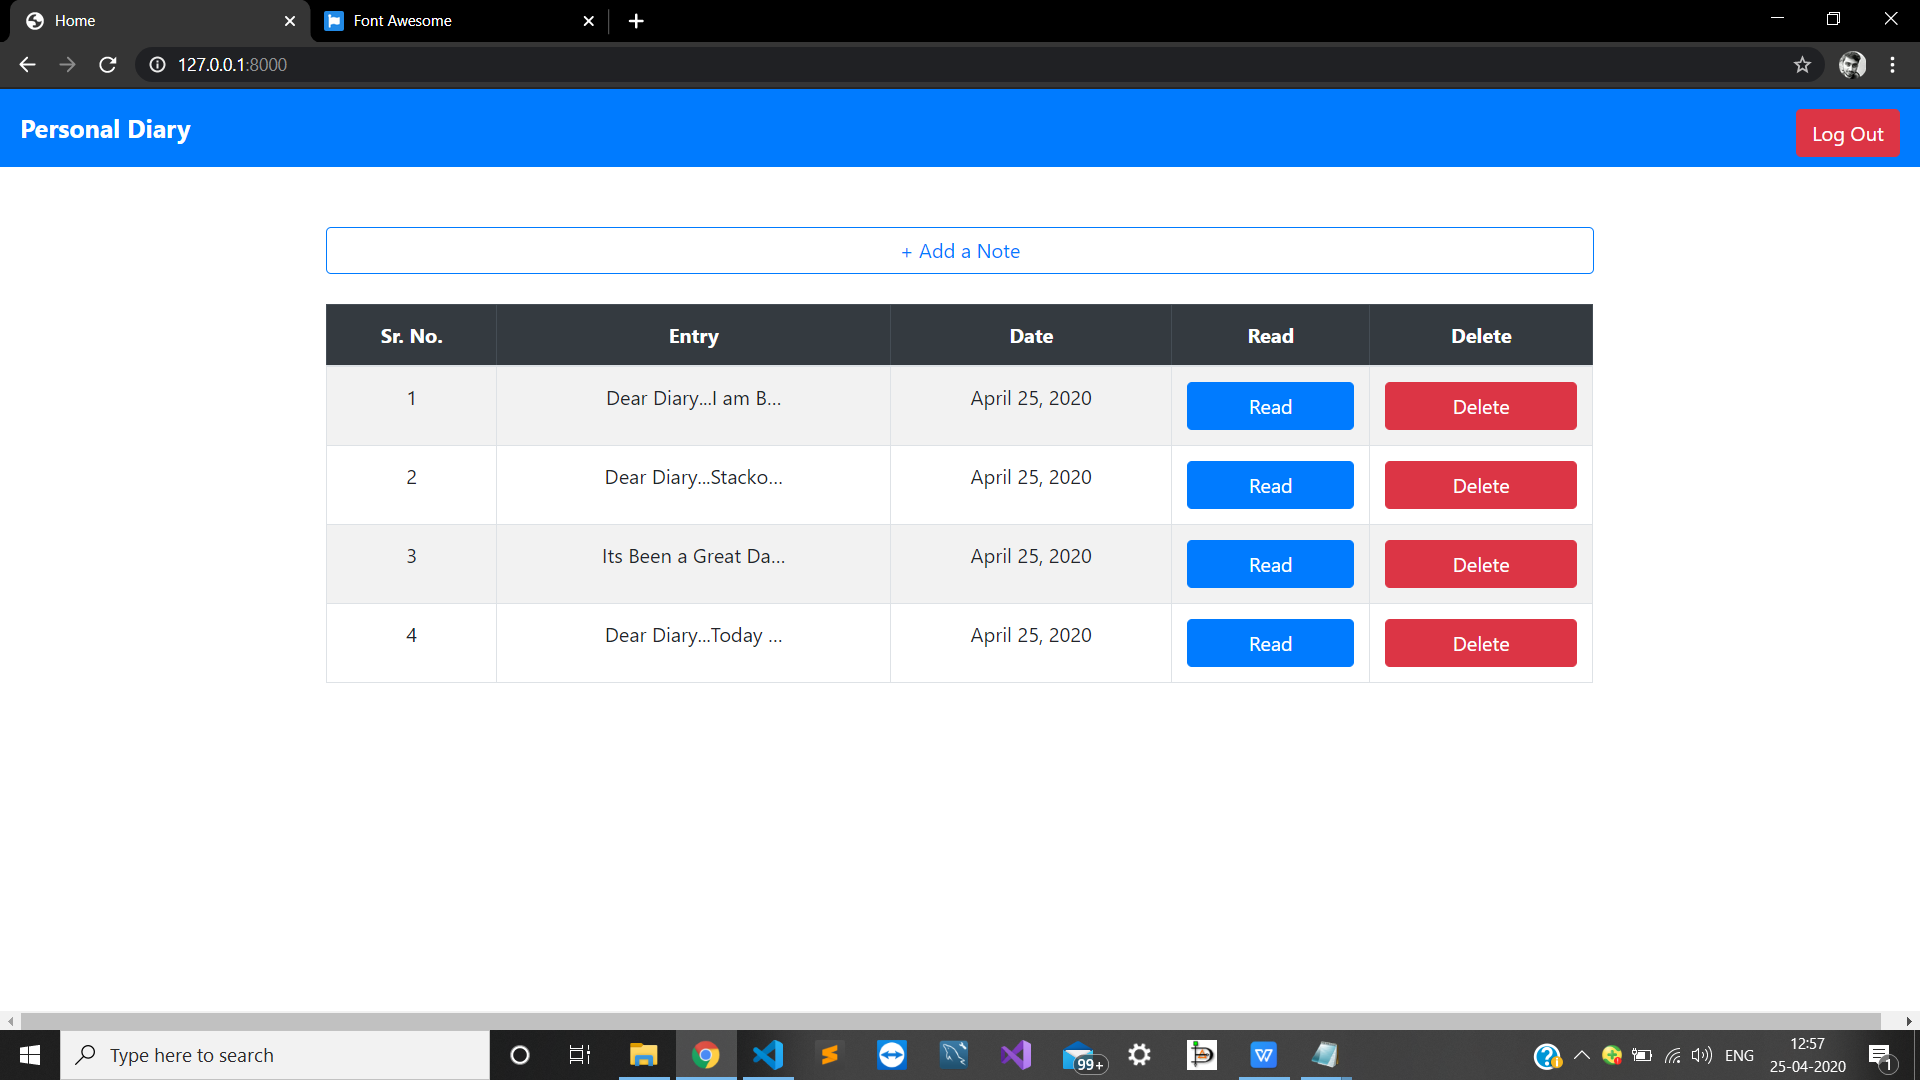 Home
Font Awesome
127.0.0.1:8000
Personal Diary
Log Out
+ Add a Note
Sr. No. Entry Date Read Delete
1 Dear Diary...I am B... April 25, 2020 Read Delete
2 Dear Diary...Stacko... April 25, 2020 Read Delete
3 Its Been a Great Da... April 25, 2020 Read Delete
4 Dear Diary...Today ... April 25, 2020 Read Delete
Type here to search
99+
ENG
12:57
25-04-2020
1